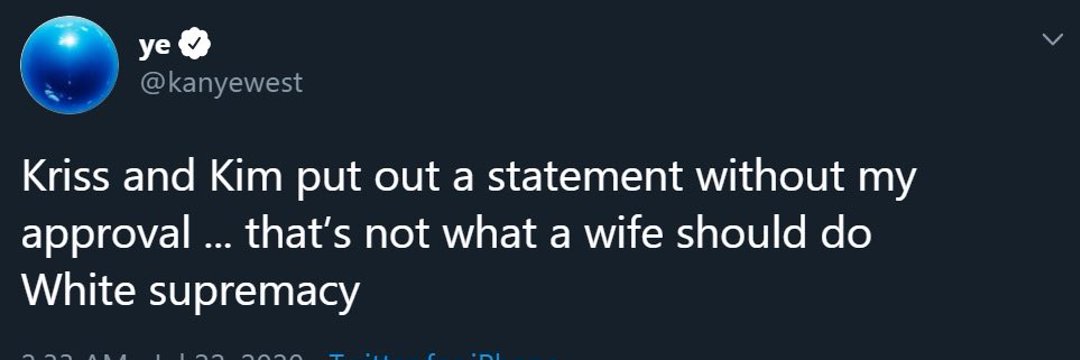 ye
@kanyewest
Kriss and Kim put out a statement without my
approval ... that’s not what a wife should do
White supremacy